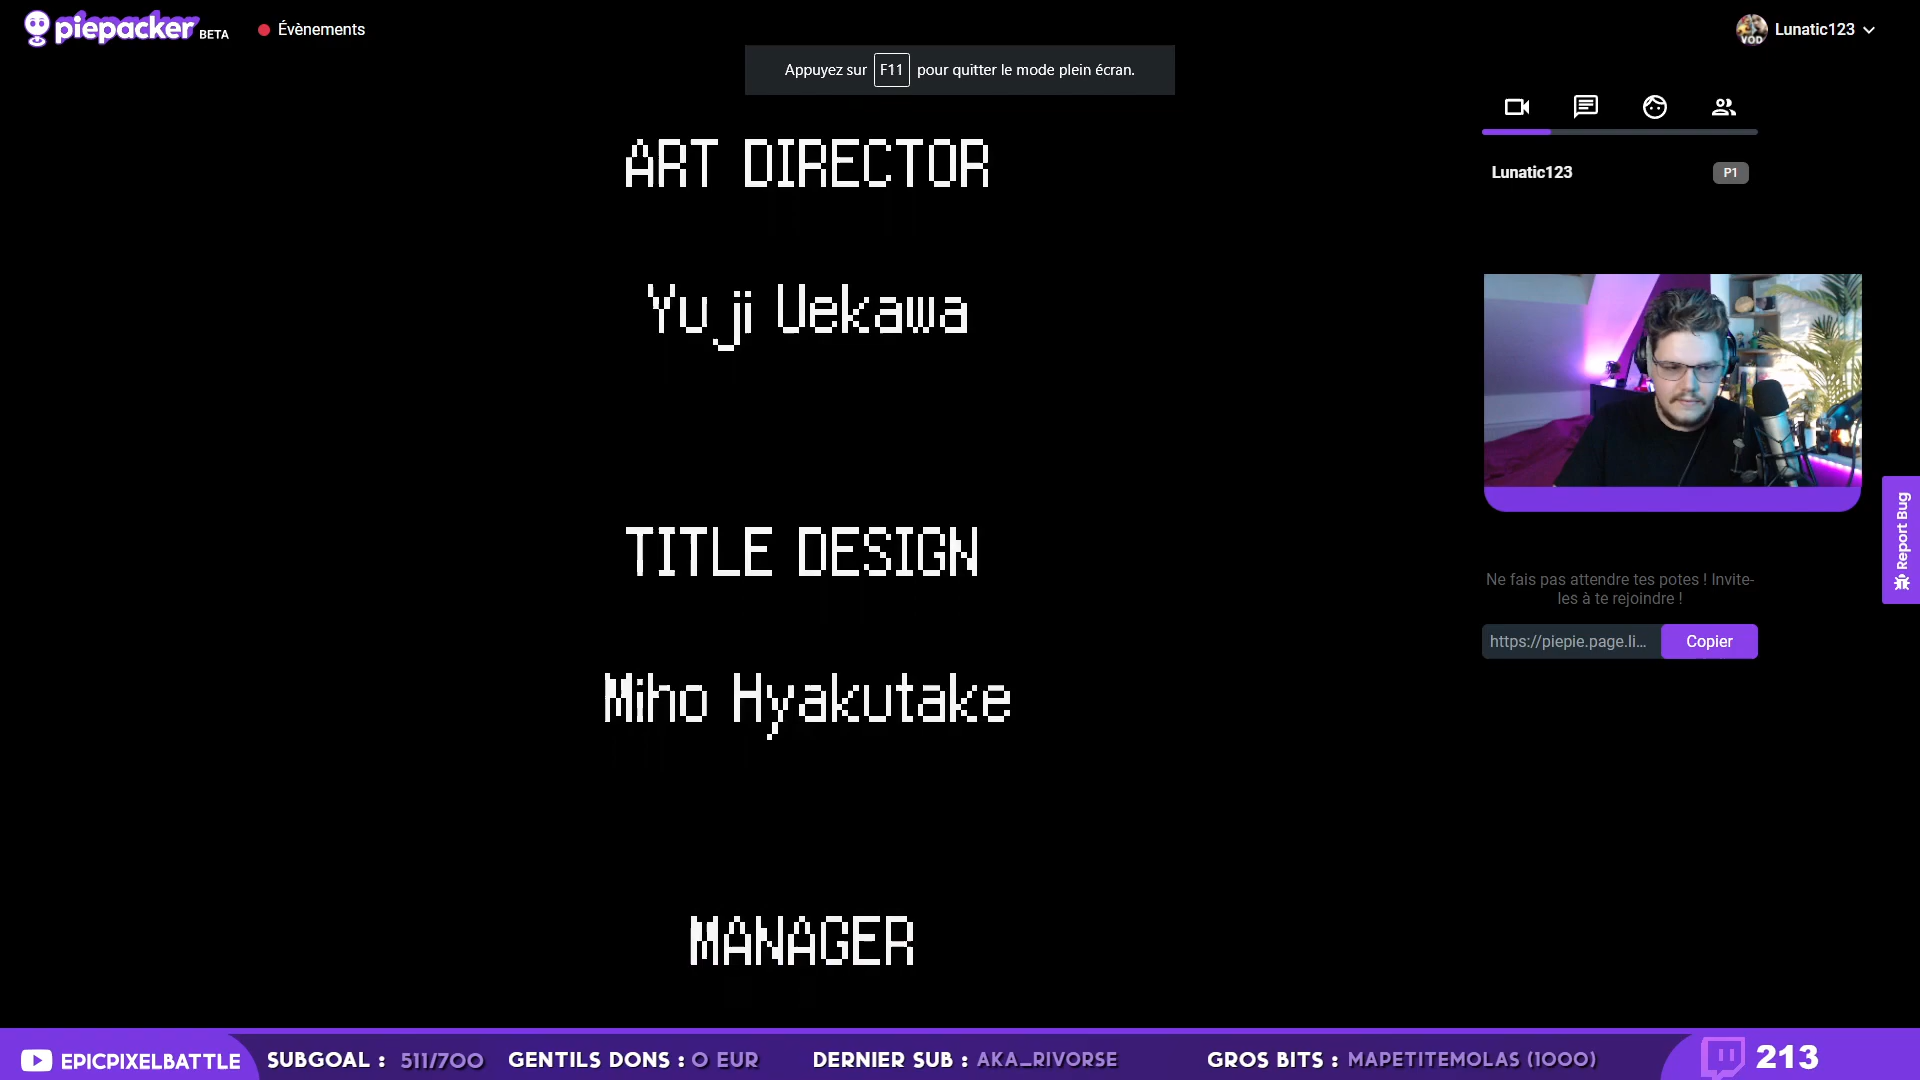 piepacker BETA
Évènements
Lunatic123
VOD
Appuyez sur F11 pour quitter le mode plein écran.
ART DIRECTOR
Yuji Uekawa
TITLE DESIGN
Miho Hyakutake
MANAGER
Lunatic123
P1
Report Bug
Ne fais pas attendre tes potes ! Invite-
les à te rejoindre !
https://piepie.page.li...
Copier
EPICPIXELBATTLE
SUBGOAL : 511/700
GENTILS DONS : 0 EUR
DERNIER SUB : AKA_RIVORSE
GROS BITS : MAPETITEMOLAS (1000)
213